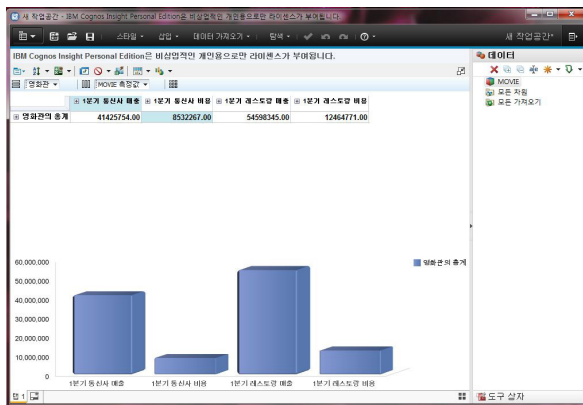 새 작업공간 - IBM Cognos Insight Personal Edition은 비상업적인 개인용으로만 라이센스가 부여됩니다.
스타일 삽입 데이터 가져오기 탐색 새 작업공간*
IBM Cognos Insight Personal Edition은 비상업적인 개인용으로만 라이센스가 부여됩니다.
영화관 MOVIE 측정값
1분기 통신사 매출 1분기 통신사 비용 1분기 레스토랑 매출 1분기 레스토랑 비용
영화관의 총계 41425754.00 8532267.00 54598345.00 12464771.00
60,000,000
50,000,000
40,000,000
30,000,000
20,000,000
10,000,000
0
1분기 통신사 매출 1분기 통신사 비용 1분기 레스토랑 매출 1분기 레스토랑 비용
영화관의 총계
탭 1
데이터
MOVIE
모든 차원
모든 가져오기
도구 상자